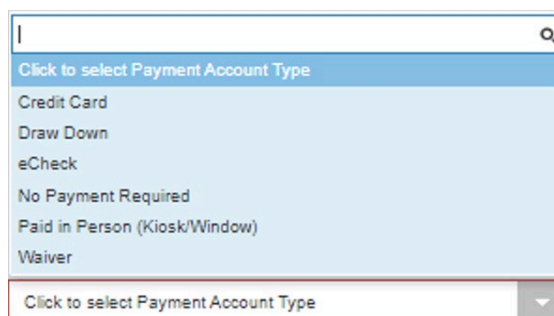 Click to select Payment Account Type
Credit Card
Draw Down
eCheck
No Payment Required
Paid in Person (Kiosk/Window)
Waiver
Click to select Payment Account Type